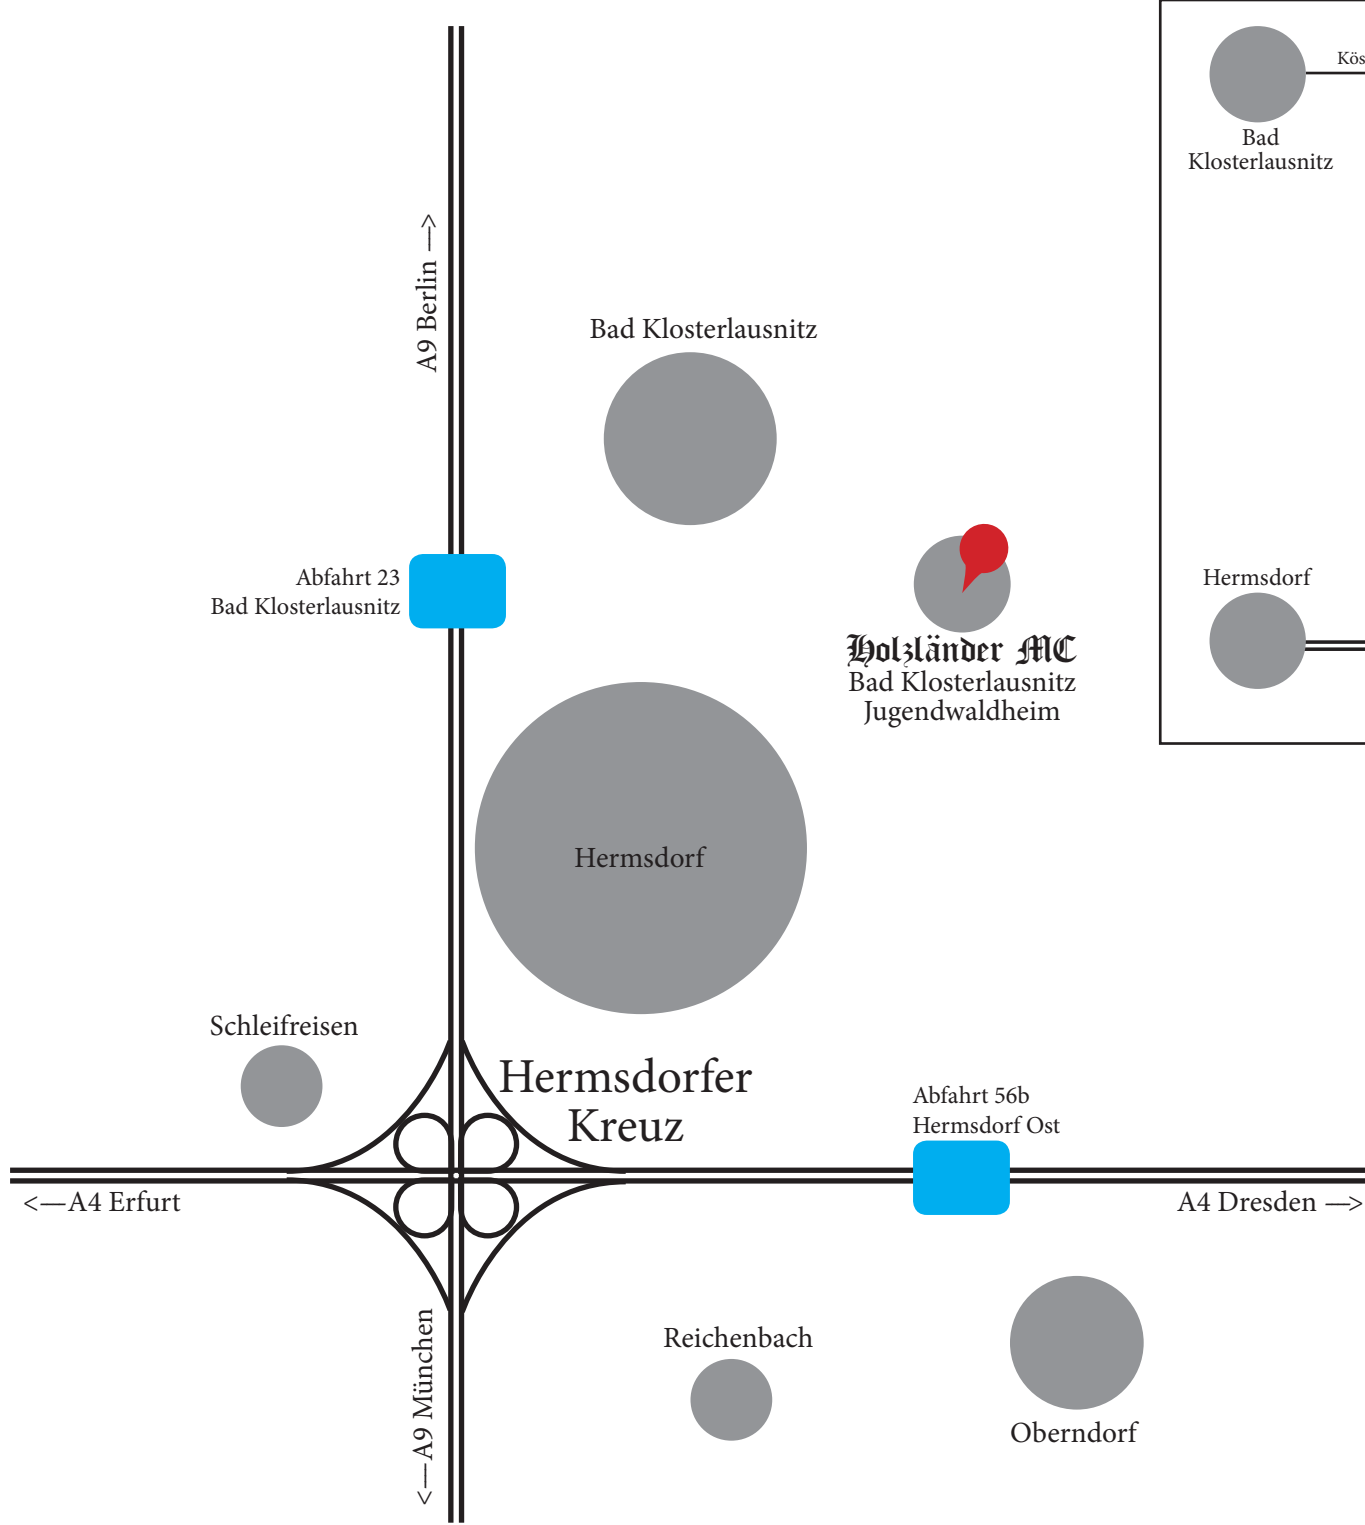 A9 Berlin —>
Bad Klosterlausnitz
Abfahrt 23
Bad Klosterlausnitz
Holzländer MC
Bad Klosterlausnitz
Jugendwaldheim
Hermsdorf
Schleifreisen
Hermsdorfer
Kreuz
Abfahrt 56b
Hermsdorf Ost
<—A4 Erfurt
A4 Dresden —>
<—A9 München
Reichenbach
Oberndorf
Kös
Bad
Klosterlausnitz
Hermsdorf